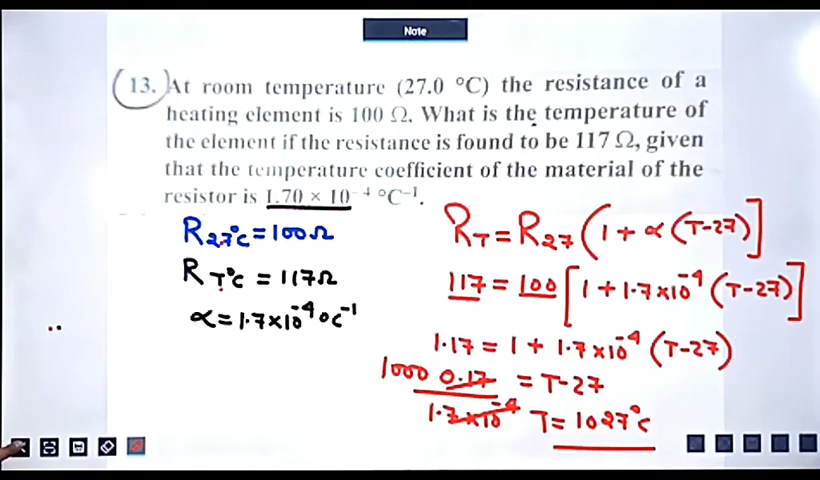 Note
13. At room temperature (27.0 °C) the resistance of a
heating element is 100 Ω. What is the temperature of
the element if the resistance is found to be 117 Ω, given
that the temperature coefficient of the material of the
resistor is 1.70 × 10⁻⁴ °C⁻¹.
R₂₇°C = 100Ω
R_T°C = 117Ω
α = 1.7×10⁻⁴ °C⁻¹
R_T = R₂₇ (1 + α (T-27)]
117 = 100 [1 + 1.7×10⁻⁴ (T-27)]
1.17 = 1 + 1.7×10⁻⁴ (T-27)
1000 0.17 = T-27
1.7×10⁻⁴ T = 1027°C